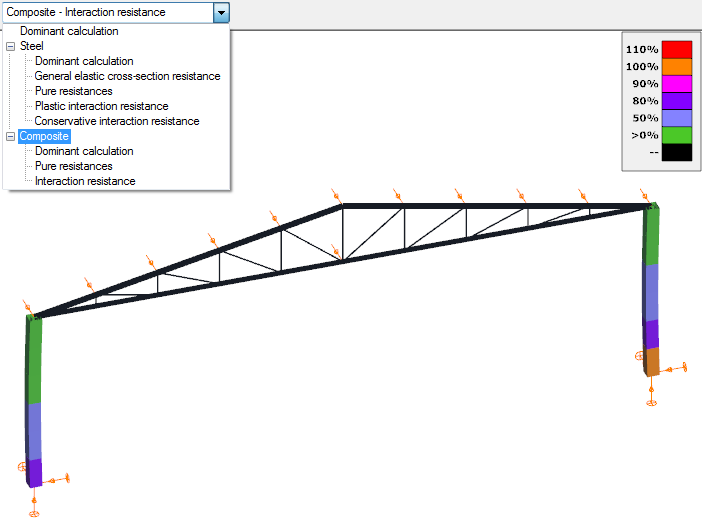 Composite - Interaction resistance
Dominant calculation
Steel
Dominant calculation
General elastic cross-section resistance
Pure resistances
Plastic interaction resistance
Conservative interaction resistance
Composite
Dominant calculation
Pure resistances
Interaction resistance
110%
100%
90%
80%
50%
>0%
--